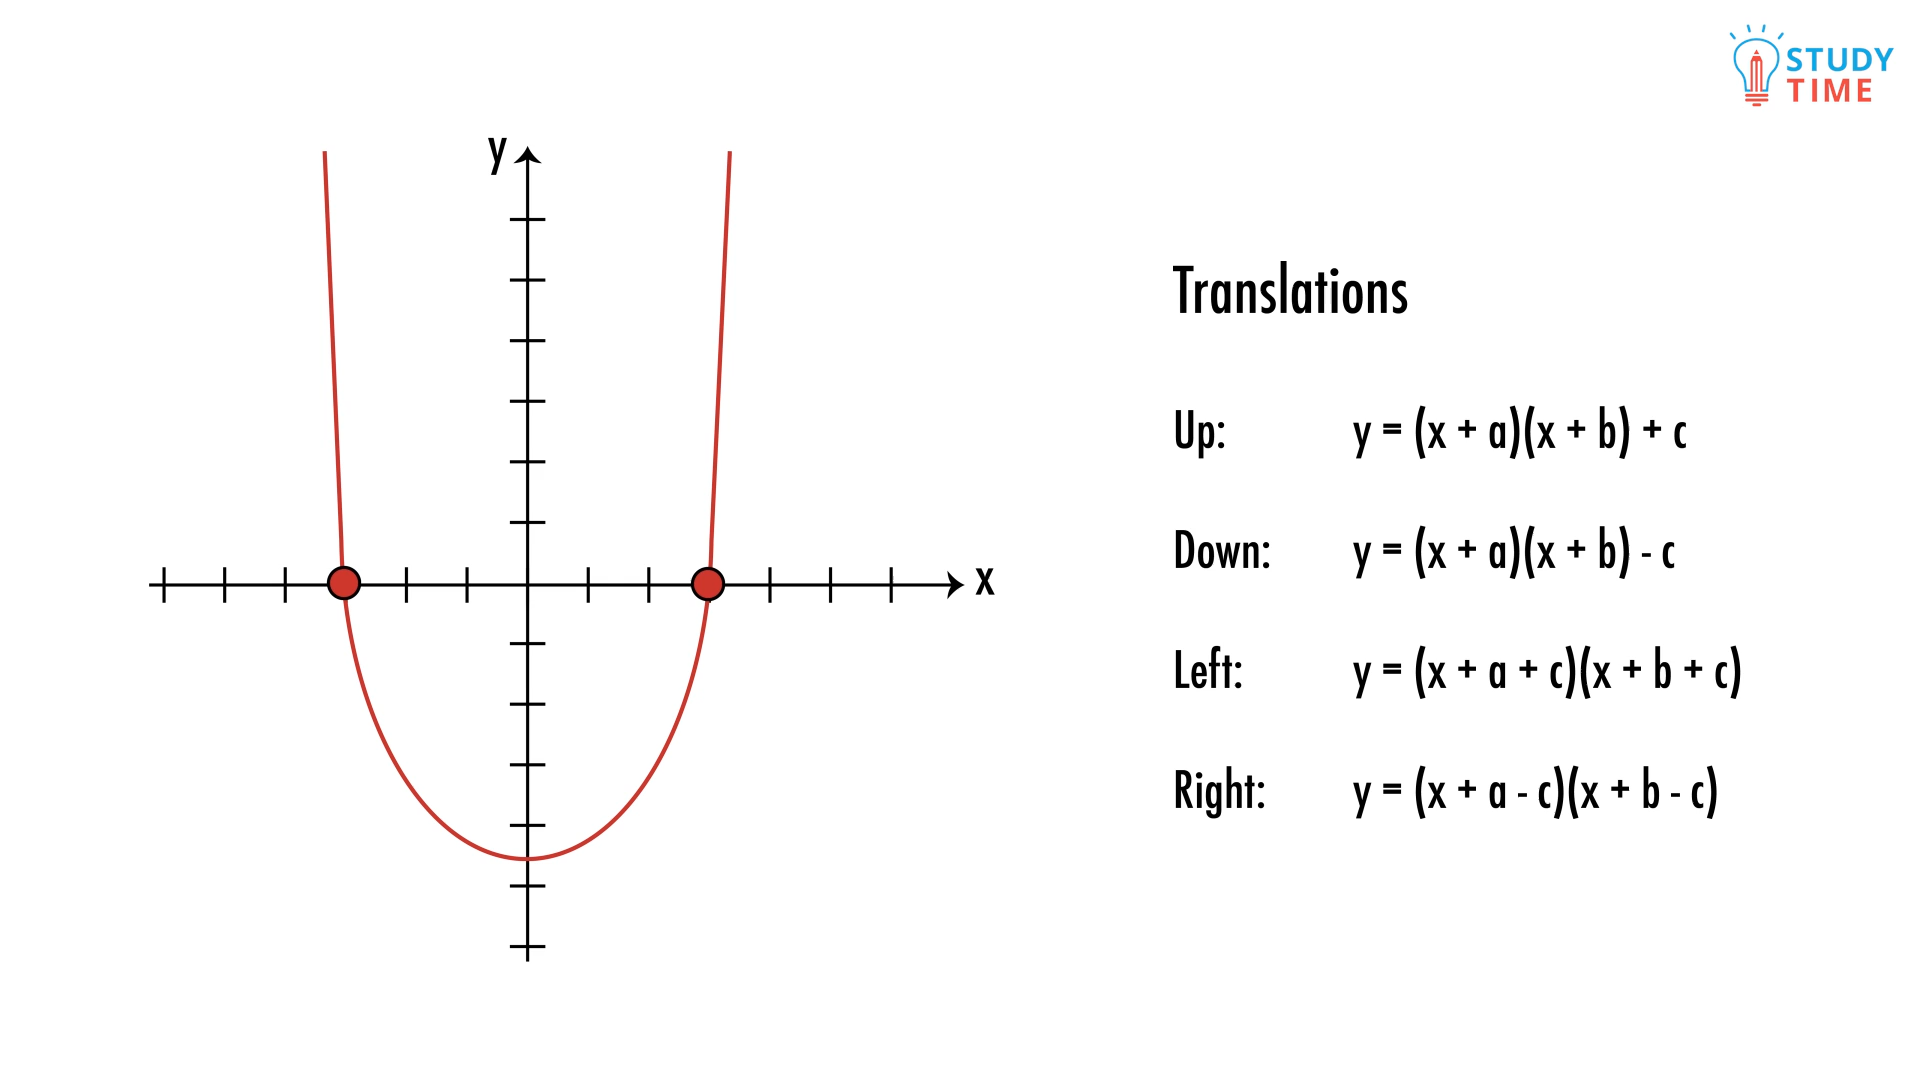 STUDY
TIME
y
x
Translations
Up: y = (x + a)(x + b) + c
Down: y = (x + a)(x + b) - c
Left: y = (x + a + c)(x + b + c)
Right: y = (x + a - c)(x + b - c)